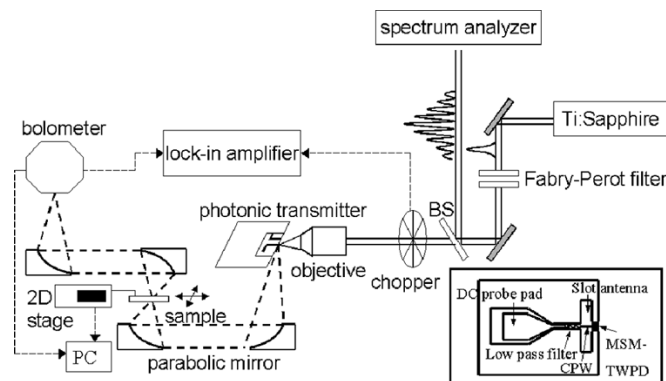 spectrum analyzer
Ti:Sapphire
bolometer
lock-in amplifier
Fabry-Perot filter
photonic transmitter
BS
objective
chopper
2D
stage
sample
PC
parabolic mirror
DC probe pad
Slot antenna
Low pass filter
CPW
MSM-
TWPD